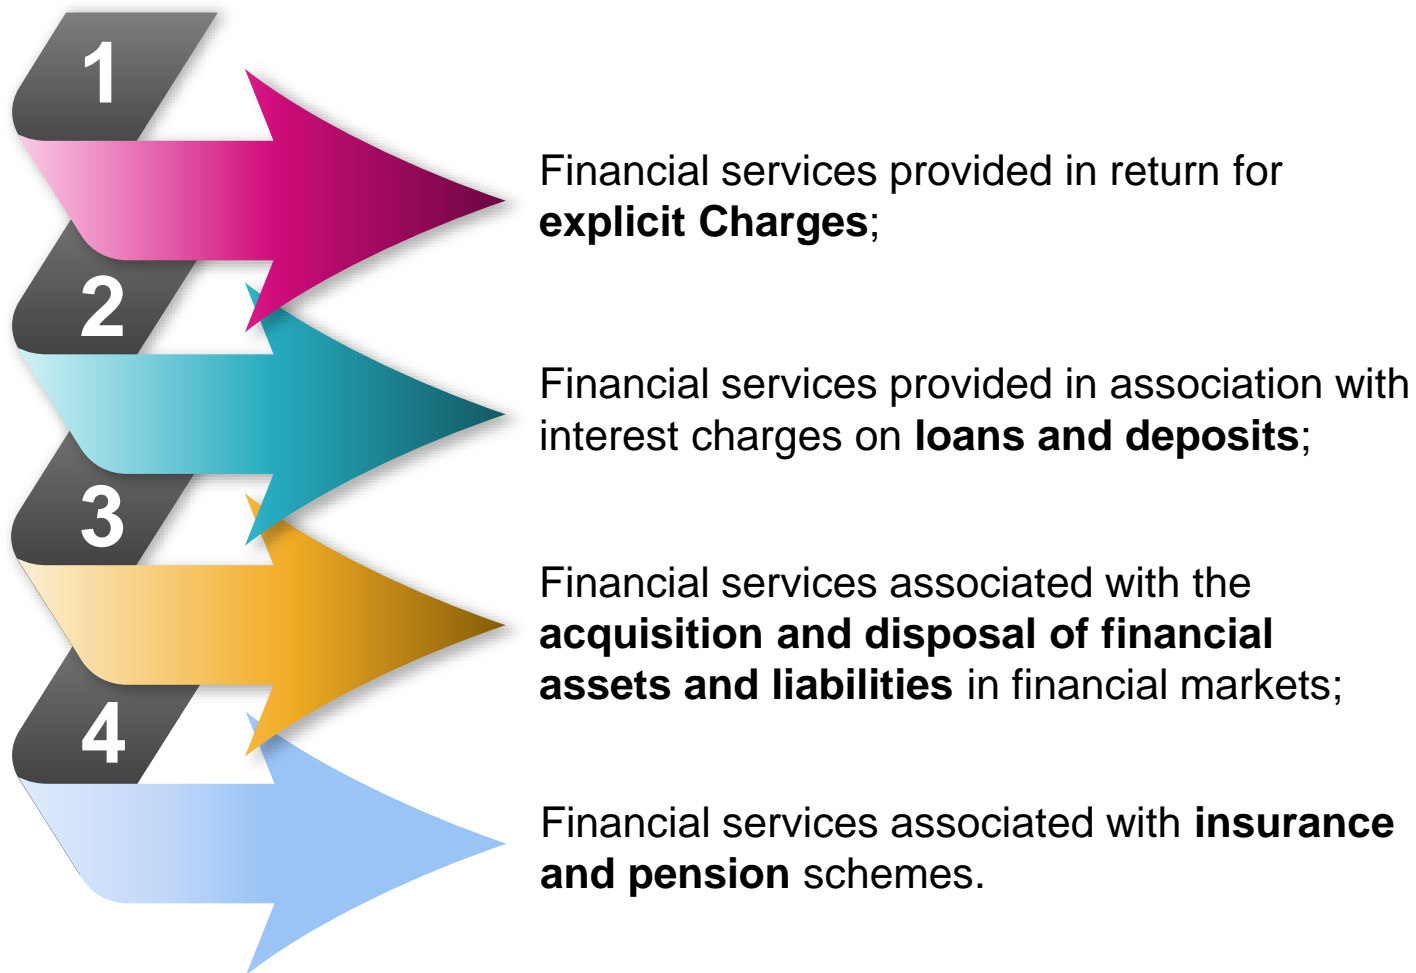 1
Financial services provided in return for
explicit Charges;
2
Financial services provided in association with
interest charges on loans and deposits;
3
Financial services associated with the
acquisition and disposal of financial
assets and liabilities in financial markets;
4
Financial services associated with insurance
and pension schemes.